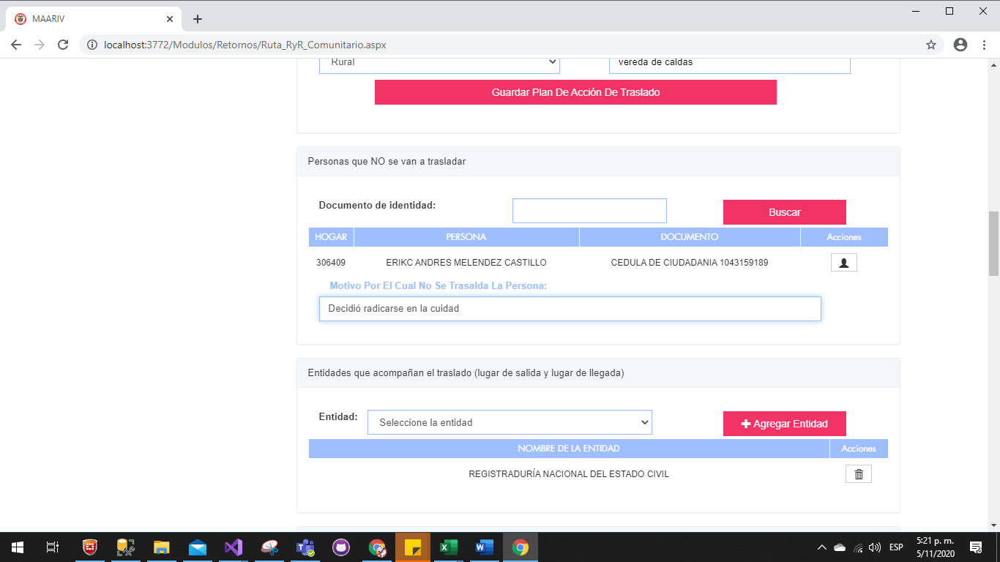 MAARIV
localhost:3772/Modulos/Retornos/Ruta_RyR_Comunitario.aspx
Rural
vereda de caldas
Guardar Plan De Acción De Traslado
Personas que NO se van a trasladar
Documento de identidad:
Buscar
HOGAR PERSONA DOCUMENTO Acciones
306409 ERIKC ANDRES MELENDEZ CASTILLO CEDULA DE CIUDADANIA 1043159189
Motivo Por El Cual No Se Trasalda La Persona:
Decidió radicarse en la cuidad
Entidades que acompañan el traslado (lugar de salida y lugar de llegada)
Entidad:
Seleccione la entidad
Agregar Entidad
NOMBRE DE LA ENTIDAD Acciones
REGISTRADURÍA NACIONAL DEL ESTADO CIVIL
ESP
5:21 p. m.
5/11/2020